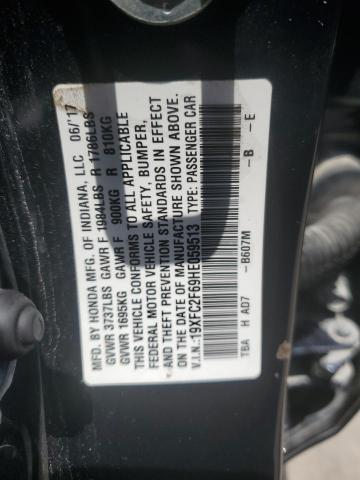 MFD. BY HONDA MFG. OF INDIANA, LLC 06/17
GVWR 3737LBS GAWR F 1984LBS R 1786LBS
GVWR 1695KG GAWR F 900KG R 810KG
THIS VEHICLE CONFORMS TO ALL APPLICABLE
FEDERAL MOTOR VEHICLE SAFETY, BUMPER,
AND THEFT PREVENTION STANDARDS IN EFFECT
ON THE DATE OF MANUFACTURE SHOWN ABOVE.
V.I.N.:19XFC2F69HE059513 TYPE: PASSENGER CAR
TBA H AD7 -B607M -B -E